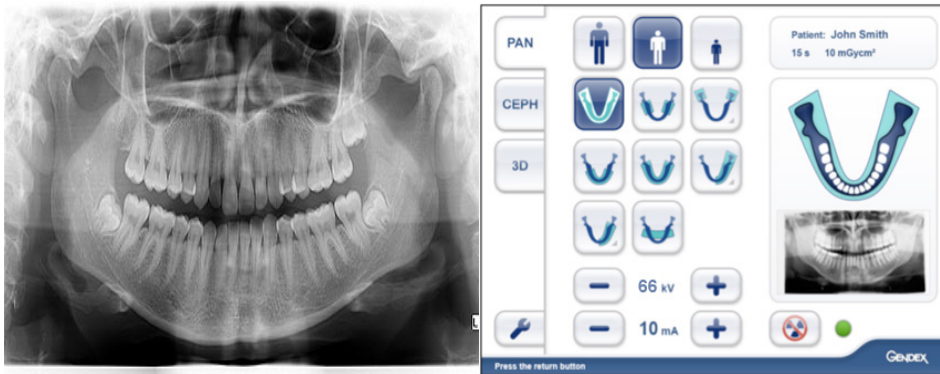 L
PAN
CEPH
3D
66 kV
10 mA
Patient: John Smith
15 s 10 mGycm²
Press the return button
GENDEX